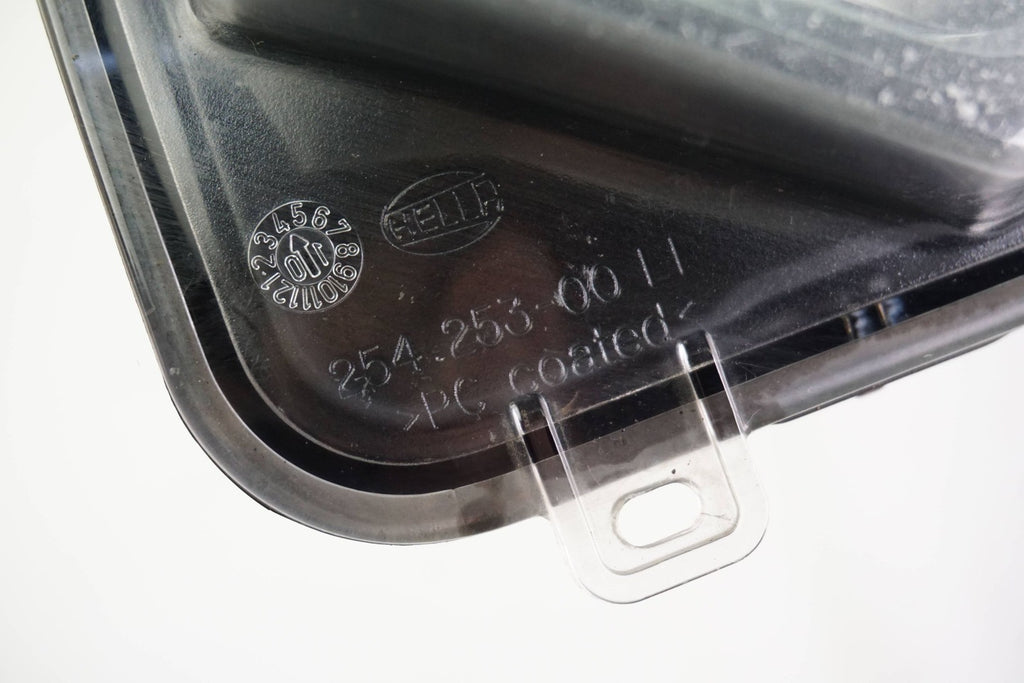 1 2 3 4 5 6 7 8 9 10 11 12
10
HELLA
254.253-00 LI
>PC coated<